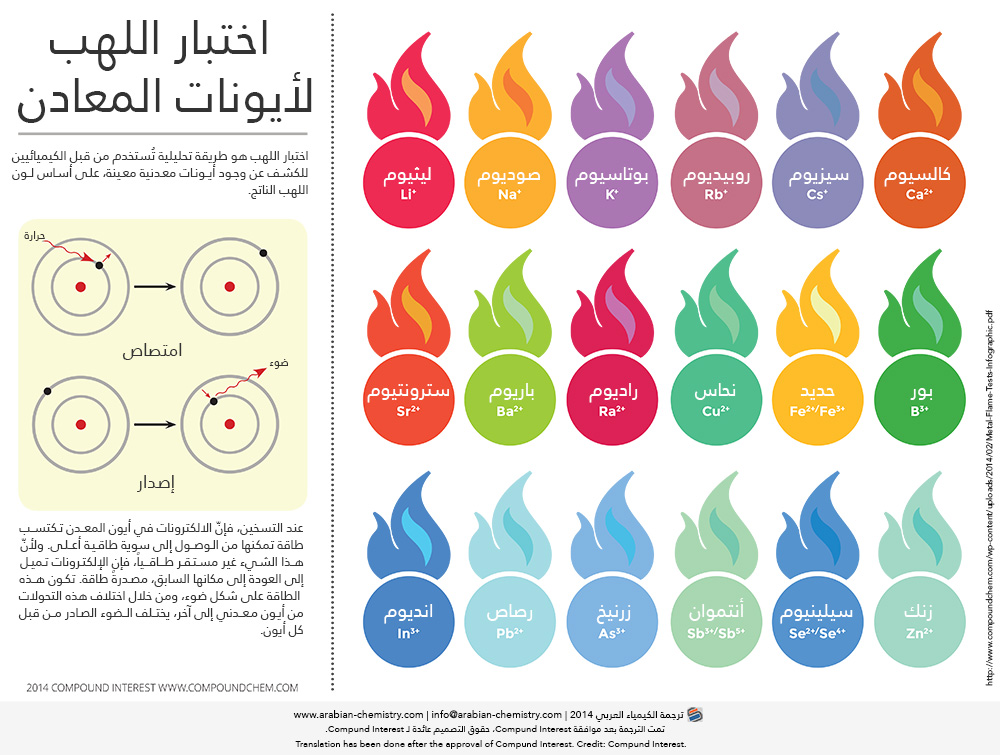 اختبار اللهب
لأيونات المعادن
اختبار اللهب هو طريقة تحليلية تُستخدم من قبل الكيميائيين
للكشف عن وجود أيونات معدنية معينة، على أساس لون
اللهب الناتج.
حرارة
امتصاص
ضوء
إصدار
عند التسخين، فإنّ الالكترونات في أيون المعدن تكتسب
طاقة تمكنها من الوصول إلى سوية طاقية أعلى. ولأنّ
هذا الشيء غير مستقر طاقياً، فإن الإلكترونات تميل
إلى العودة إلى مكانها السابق، مصدرةً طاقة. تكون هذه
الطاقة على شكل ضوء، ومن خلال اختلاف هذه التحولات
من أيون معدني إلى آخر، يختلف الضوء الصادر من قبل
كل أيون.
2014 COMPOUND INTEREST WWW.COMPOUNDCHEM.COM
ليثيوم
Li⁺
صوديوم
Na⁺
بوتاسيوم
K⁺
روبيديوم
Rb⁺
سيزيوم
Cs⁺
كالسيوم
Ca²⁺
سترونتيوم
Sr²⁺
باريوم
Ba²⁺
راديوم
Ra²⁺
نحاس
Cu²⁺
حديد
Fe²⁺/Fe³⁺
بور
B³⁺
انديوم
In³⁺
رصاص
Pb²⁺
زرنيخ
As³⁺
أنتموان
Sb³⁺/Sb⁵⁺
سيلينيوم
Se²⁺/Se⁴⁺
زنك
Zn²⁺
http://www.compoundchem.com/wp-content/uploads/2014/02/Metal-Flame-Tests-Infographic.pdf
ترجمة الكيمياء العربي 2014 | www.arabian-chemistry.com | info@arabian-chemistry.com
تمت الترجمة بعد موافقة Compund Interest، حقوق التصميم عائدة لـ Compund Interest.
Translation has been done after the approval of Compund Interest. Credit: Compund Interest.